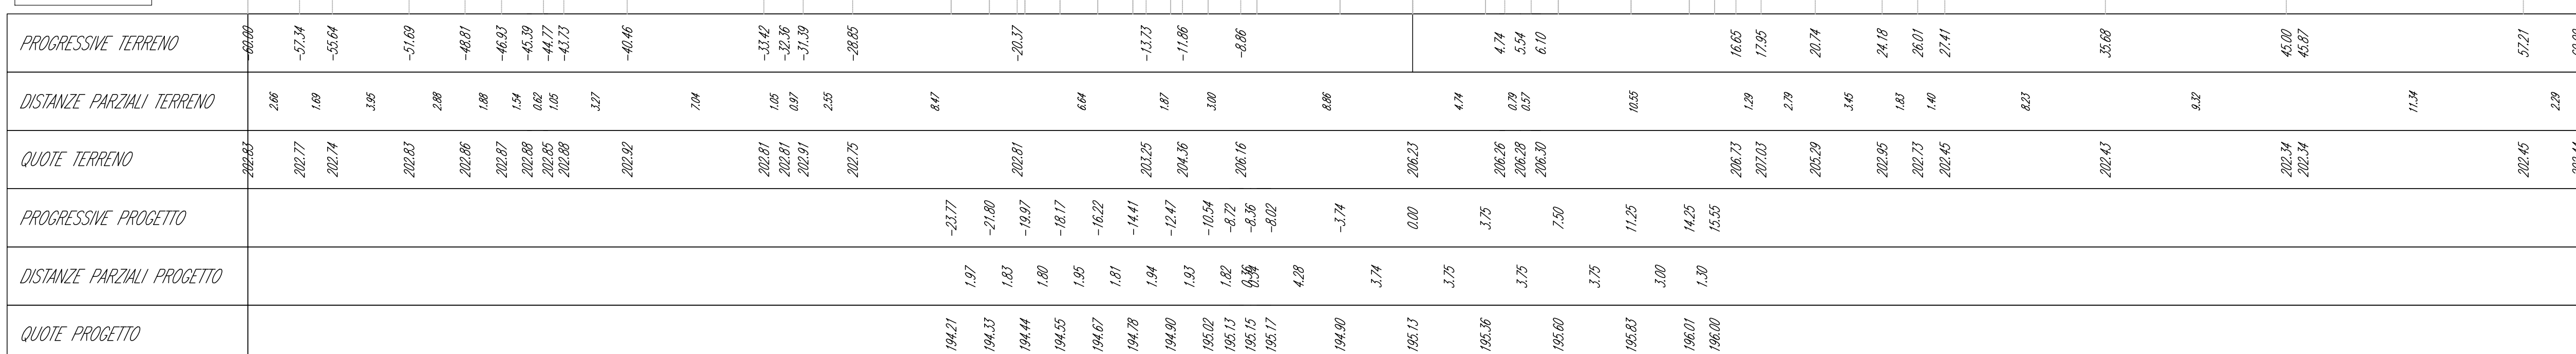 PROGRESSIVE TERRENO -60.00 -57.34 -55.64 -51.69 -48.81 -46.93 -45.39 -44.77 -43.73 -40.46 -33.42 -32.36 -31.39 -28.85 -20.37 -13.73 -11.86 -8.86 4.74 5.54 6.10 16.65 17.95 20.74 24.18 26.01 27.41 35.68 45.00 45.87 57.21
DISTANZE PARZIALI TERRENO 2.66 1.69 3.95 2.88 1.88 1.54 0.62 1.05 3.27 7.04 1.05 0.97 2.55 8.47 6.64 1.87 3.00 8.86 4.74 0.79 0.57 10.55 1.29 2.79 3.45 1.83 1.40 8.23 9.32 11.34 2.29
QUOTE TERRENO 202.83 202.77 202.74 202.83 202.86 202.87 202.88 202.85 202.88 202.92 202.81 202.81 202.91 202.75 202.81 203.25 204.36 206.16 206.23 206.26 206.28 206.30 206.73 207.03 205.29 202.95 202.73 202.45 202.43 202.34 202.34 202.45
PROGRESSIVE PROGETTO -23.77 -21.80 -19.97 -18.17 -16.22 -14.41 -12.47 -10.54 -8.72 -8.36 -8.02 -3.74 0.00 3.75 7.50 11.25 14.25 15.55
DISTANZE PARZIALI PROGETTO 1.97 1.83 1.80 1.95 1.81 1.94 1.93 1.82 0.36 0.34 4.28 3.74 3.75 3.75 3.75 3.00 1.30
QUOTE PROGETTO 194.21 194.33 194.44 194.55 194.67 194.78 194.90 195.02 195.13 195.15 195.17 194.90 195.13 195.36 195.60 195.83 196.01 196.00